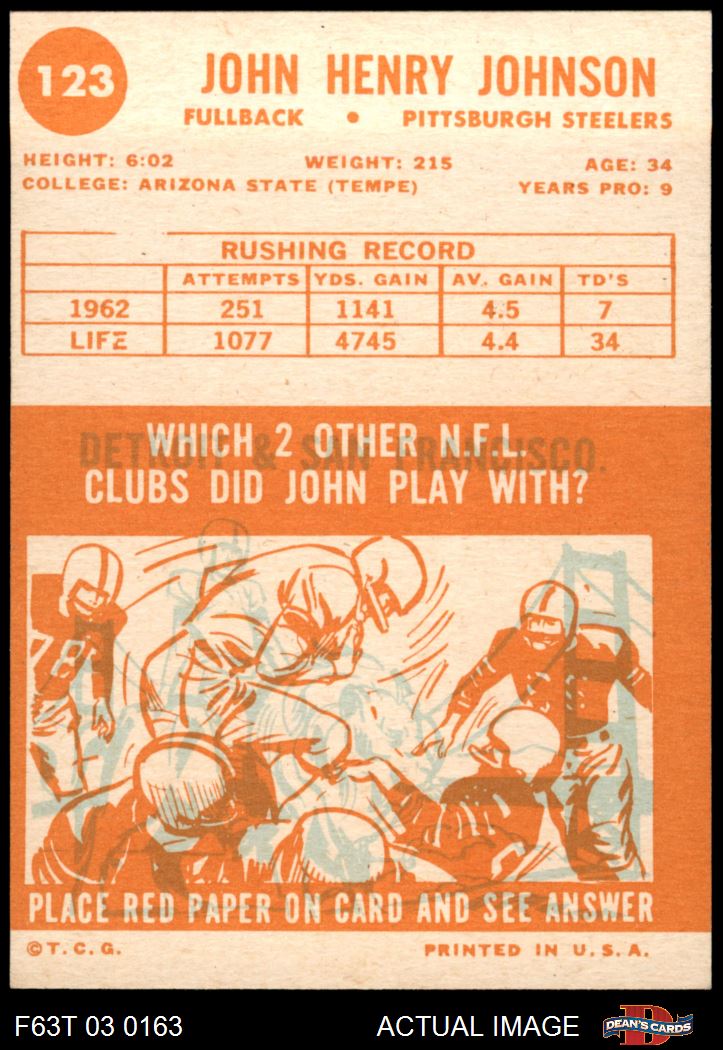 123
JOHN HENRY JOHNSON
FULLBACK • PITTSBURGH STEELERS
HEIGHT: 6:02 WEIGHT: 215 AGE: 34
COLLEGE: ARIZONA STATE (TEMPE) YEARS PRO: 9
RUSHING RECORD
ATTEMPTS YDS. GAIN AV. GAIN TD'S
1962 251 1141 4.5 7
LIFE 1077 4745 4.4 34
WHICH 2 OTHER N.F.L.
DETROIT & SAN FRANCISCO.
CLUBS DID JOHN PLAY WITH?
78
PLACE RED PAPER ON CARD AND SEE ANSWER
©T.C.G. PRINTED IN U.S.A.
F63T 03 0163 ACTUAL IMAGE D DEAN'S CARDS